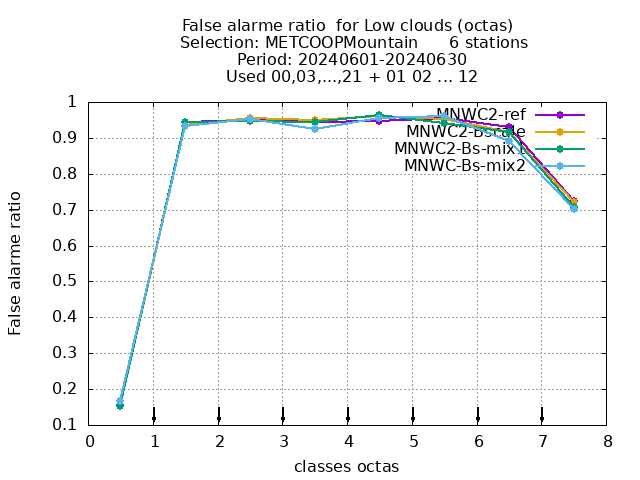 False alarme ratio  for Low clouds (octas)
Selection: METCOOPMountain      6 stations
Period: 20240601-20240630
Used 00,03,...,21 + 01 02 ... 12
MNWC2-ref
MNWC2-Bs-mix
MNWC-Bs-mix2
False alarme ratio
1
0.9
0.8
0.7
0.6
0.5
0.4
0.3
0.2
0.1
0 1 2 3 4 5 6 7 8
classes octas